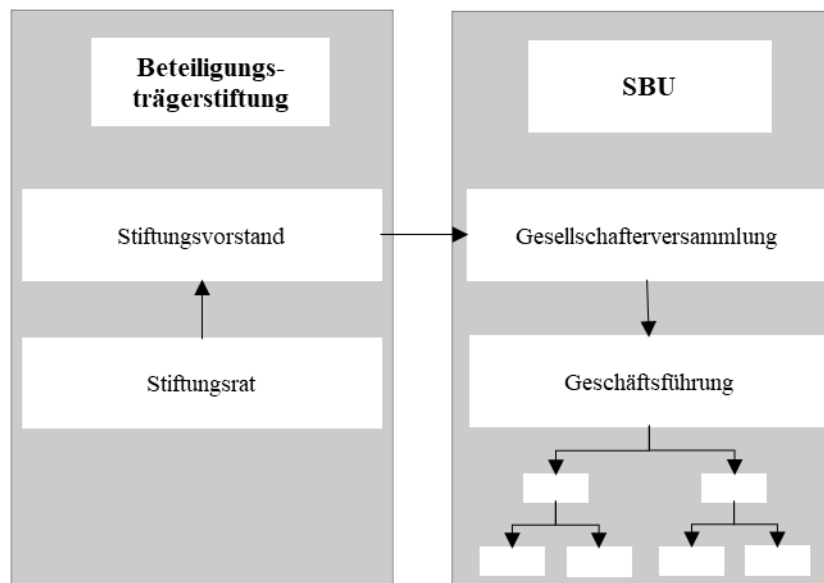 Beteiligungs-
trägerstiftung
Stiftungsvorstand
Stiftungsrat
SBU
Gesellschafterversammlung
Geschäftsführung